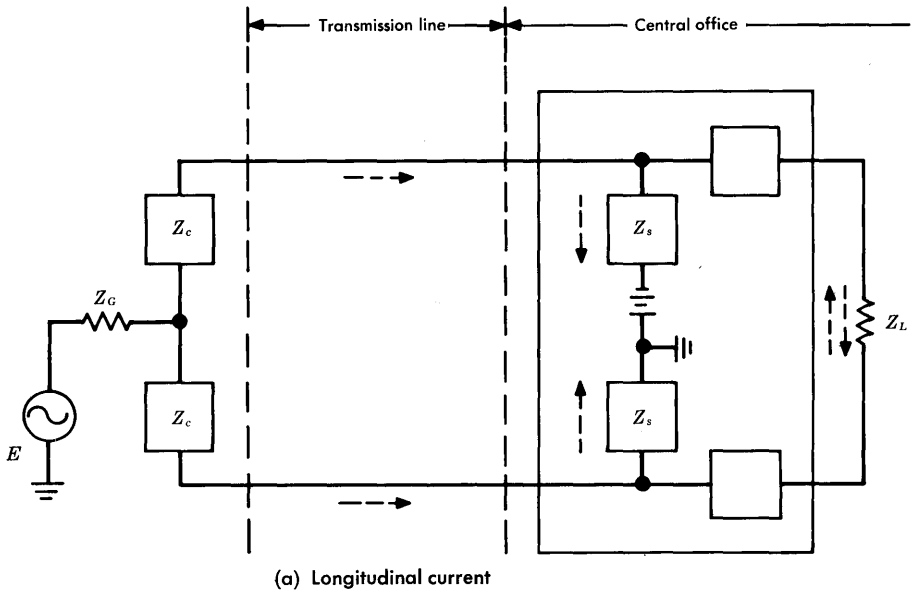 Transmission line
Central office
Z_c
Z_s
Z_G
Z_L
Z_c
Z_s
E
(a) Longitudinal current